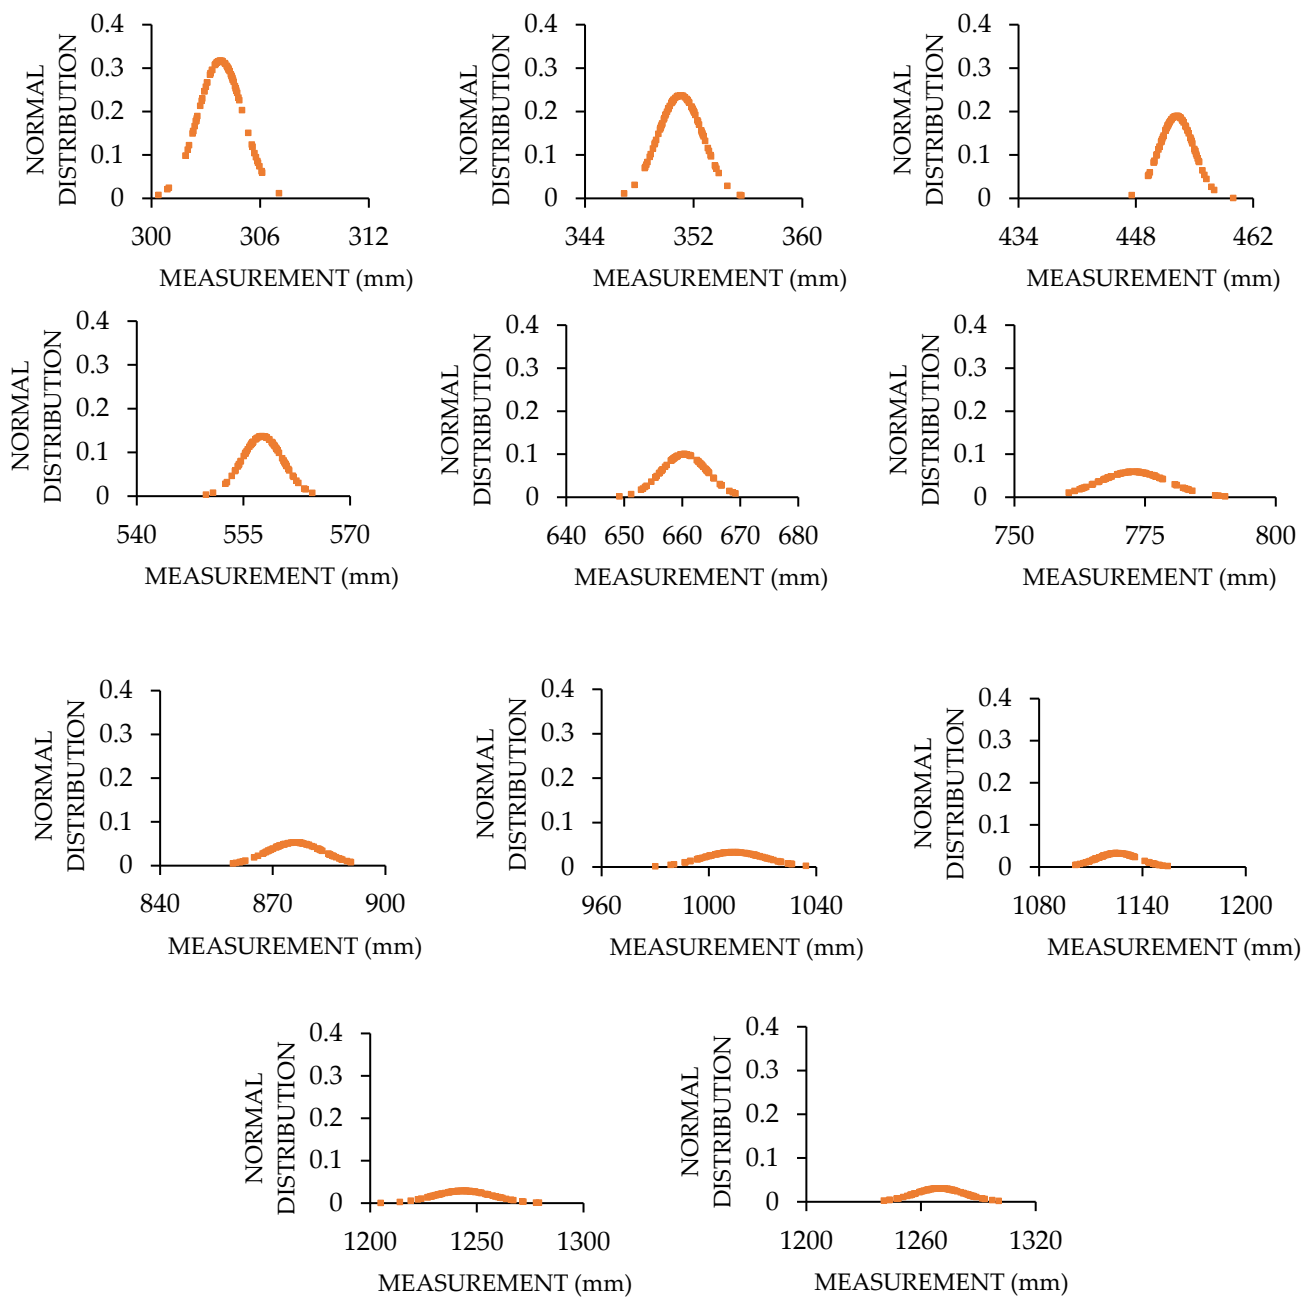 NORMAL
DISTRIBUTION
0.4
0.3
0.2
0.1
0
300 306 312
MEASUREMENT (mm)
NORMAL
DISTRIBUTION
0.4
0.3
0.2
0.1
0
344 352 360
MEASUREMENT (mm)
NORMAL
DISTRIBUTION
0.4
0.3
0.2
0.1
0
434 448 462
MEASUREMENT (mm)
NORMAL
DISTRIBUTION
0.4
0.3
0.2
0.1
0
540 555 570
MEASUREMENT (mm)
NORMAL
DISTRIBUTION
0.4
0.3
0.2
0.1
0
640 650 660 670 680
MEASUREMENT (mm)
NORMAL
DISTRIBUTION
0.4
0.3
0.2
0.1
0
750 775 800
MEASUREMENT (mm)
NORMAL
DISTRIBUTION
0.4
0.3
0.2
0.1
0
840 870 900
MEASUREMENT (mm)
NORMAL
DISTRIBUTION
0.4
0.3
0.2
0.1
0
960 1000 1040
MEASUREMENT (mm)
NORMAL
DISTRIBUTION
0.4
0.3
0.2
0.1
0
1080 1140 1200
MEASUREMENT (mm)
NORMAL
DISTRIBUTION
0.4
0.3
0.2
0.1
0
1200 1250 1300
MEASUREMENT (mm)
NORMAL
DISTRIBUTION
0.4
0.3
0.2
0.1
0
1200 1260 1320
MEASUREMENT (mm)